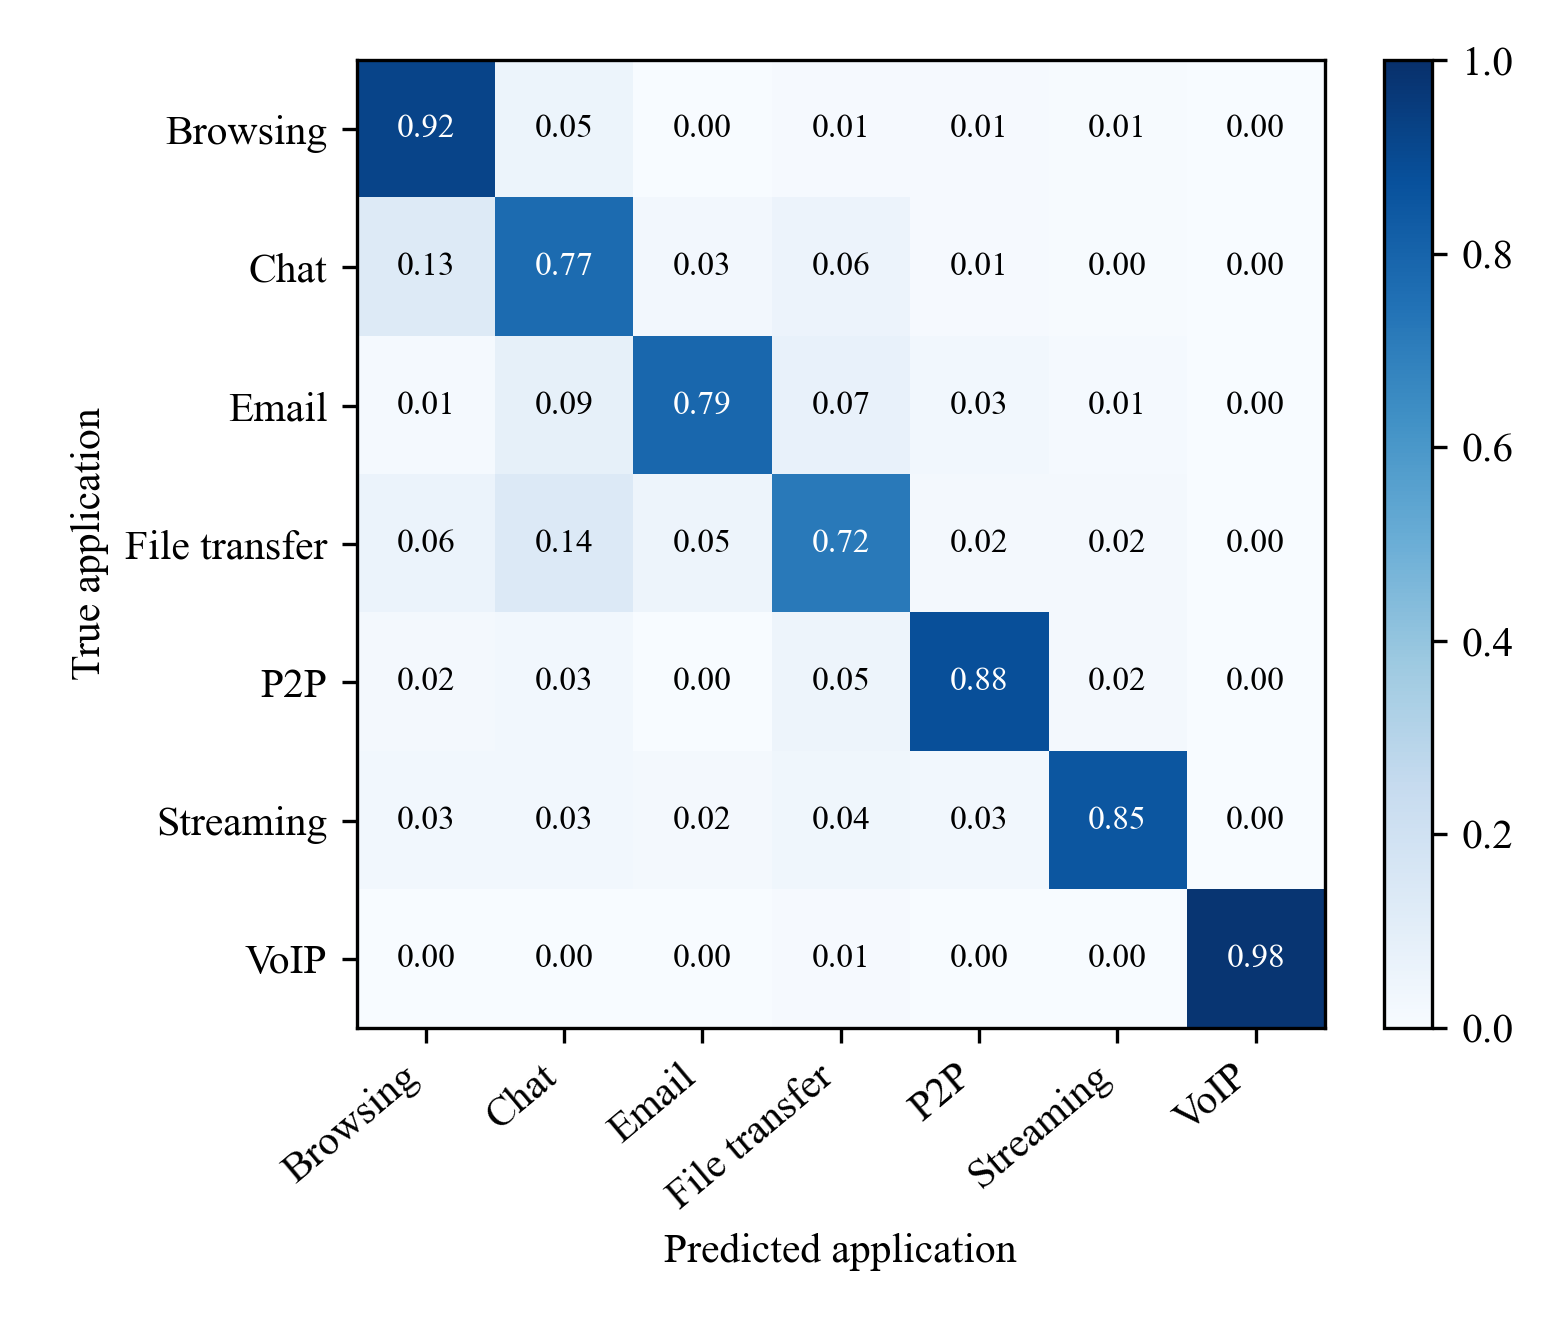 Browsing 0.92 0.05 0.00 0.01 0.01 0.01 0.00
Chat 0.13 0.77 0.03 0.06 0.01 0.00 0.00
Email 0.01 0.09 0.79 0.07 0.03 0.01 0.00
File transfer 0.06 0.14 0.05 0.72 0.02 0.02 0.00
P2P 0.02 0.03 0.00 0.05 0.88 0.02 0.00
Streaming 0.03 0.03 0.02 0.04 0.03 0.85 0.00
VoIP 0.00 0.00 0.00 0.01 0.00 0.00 0.98
True application
Browsing Chat Email File transfer P2P Streaming VoIP
Predicted application
1.0
0.8
0.6
0.4
0.2
0.0